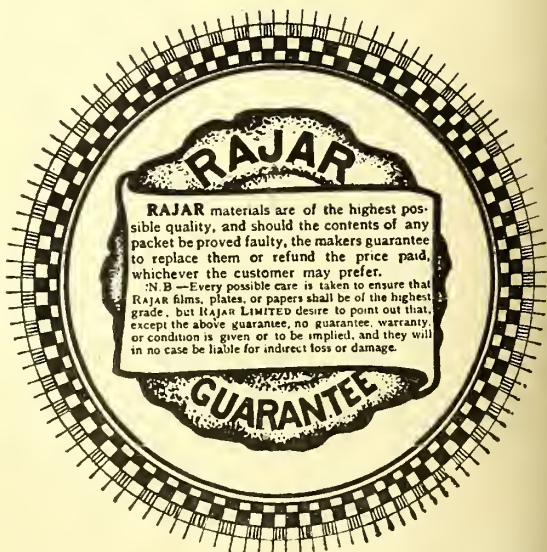 RAJAR
RAJAR materials are of the highest pos-
sible quality, and should the contents of any
packet be proved faulty, the makers guarantee
to replace them or refund the price paid,
whichever the customer may prefer.
:N.B —Every possible care is taken to ensure that
RAJAR films, plates, or papers shall be of the highest
grade, but RAJAR LIMITED desire to point out that,
except the above guarantee, no guarantee, warranty.
or condition is given or to be implied, and they will
in no case be liable for indirect loss or damage.
GUARANTEE